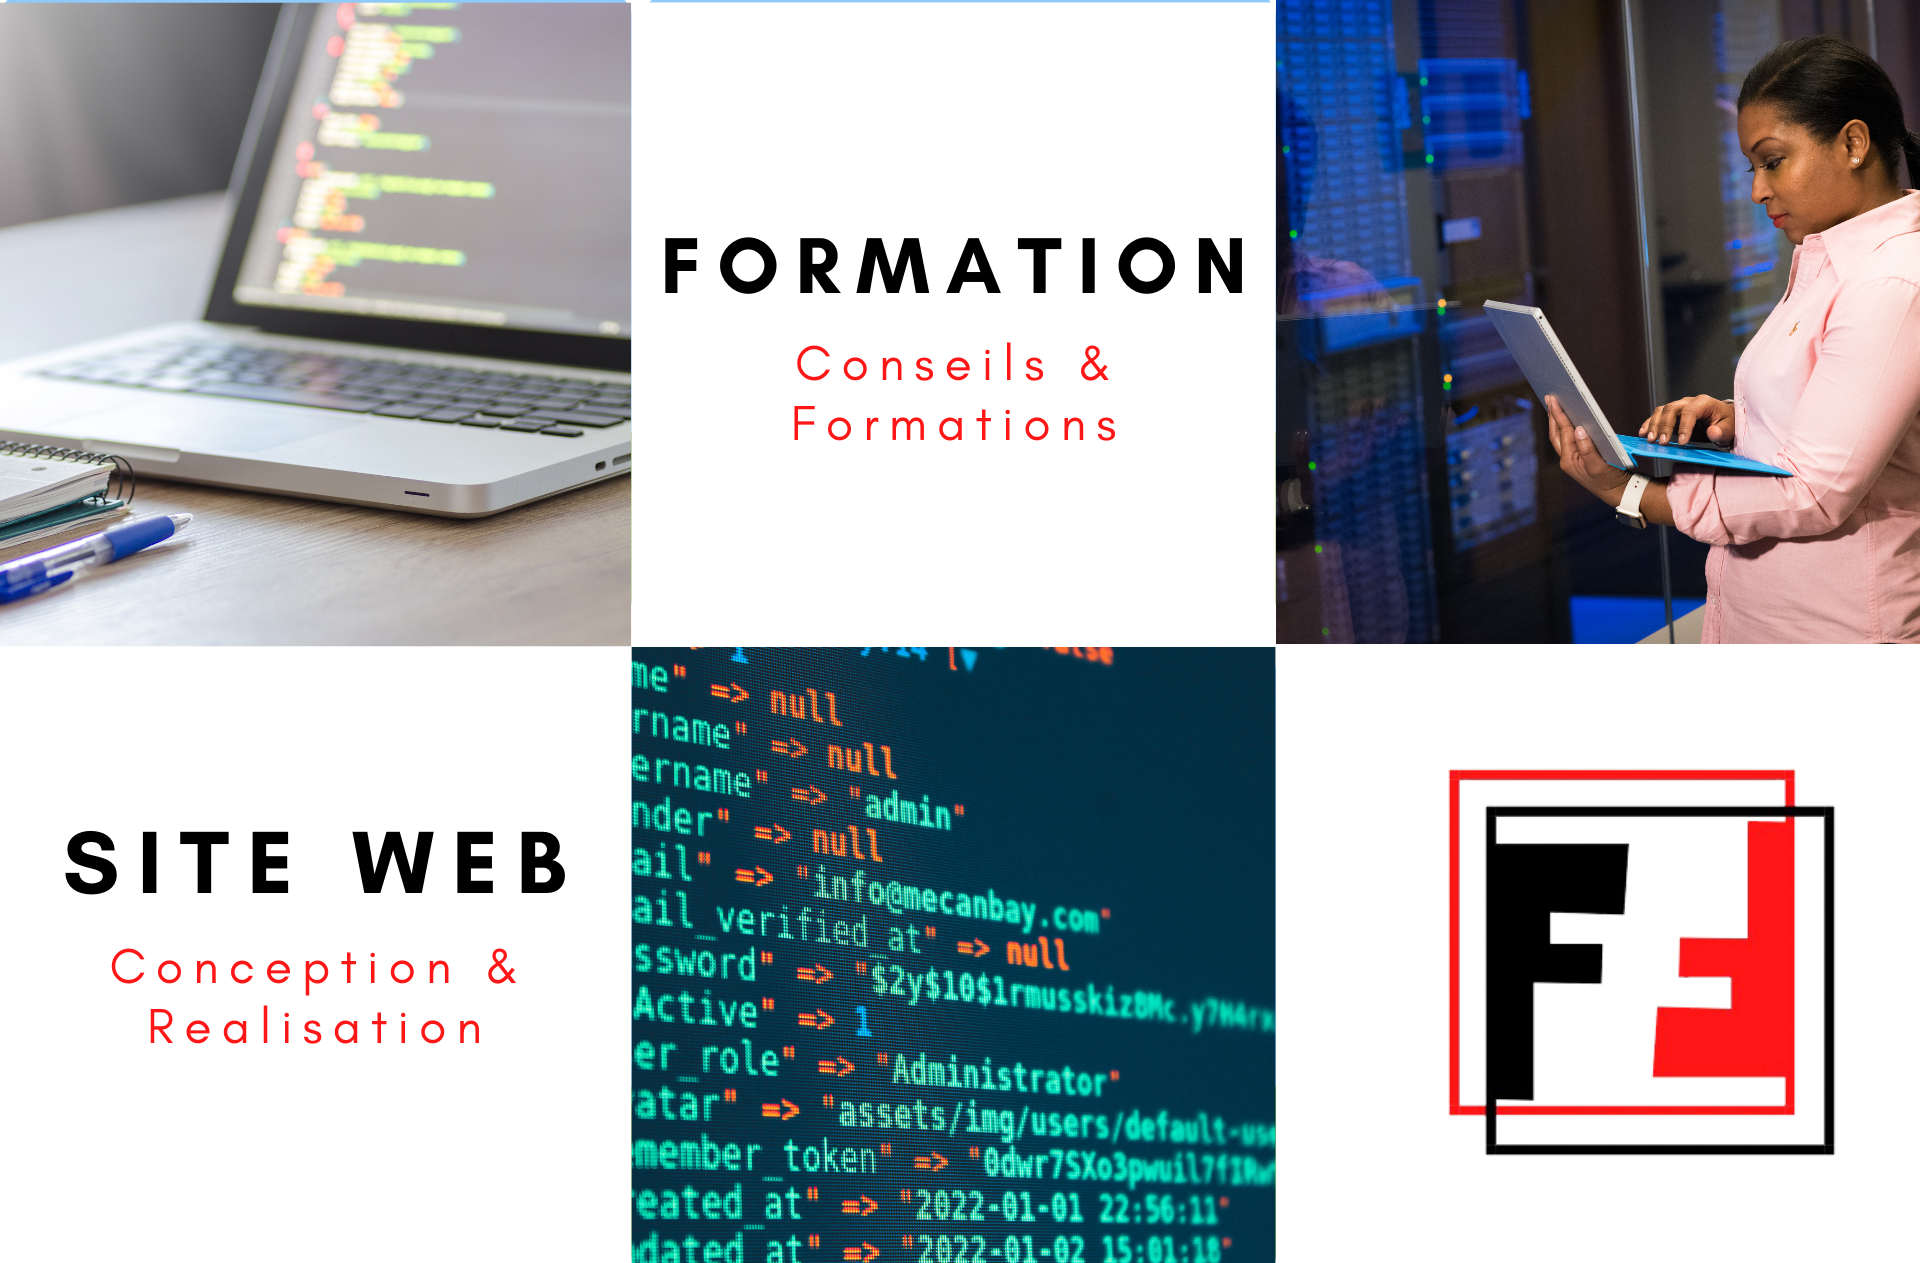 FORMATION
Conseils &
Formations
SITE WEB
Conception &
Realisation
me" => null
rname" => null
ername" => "admin"
nder" => null
ail" => "info@mecanbay.com"
ail_verified_at" => null
ssword" => "$2y$10$1rmusskiz8Mc.y7H4rx
Active" => 1
er_role" => "Administrator"
atar" => "assets/img/users/default-use
member_token" => "0dwr7SXo3pwuil7fIRw
eated_at" => "2022-01-01 22:56:11"
dated_at" => "2022-01-02 15:01:18"
FF